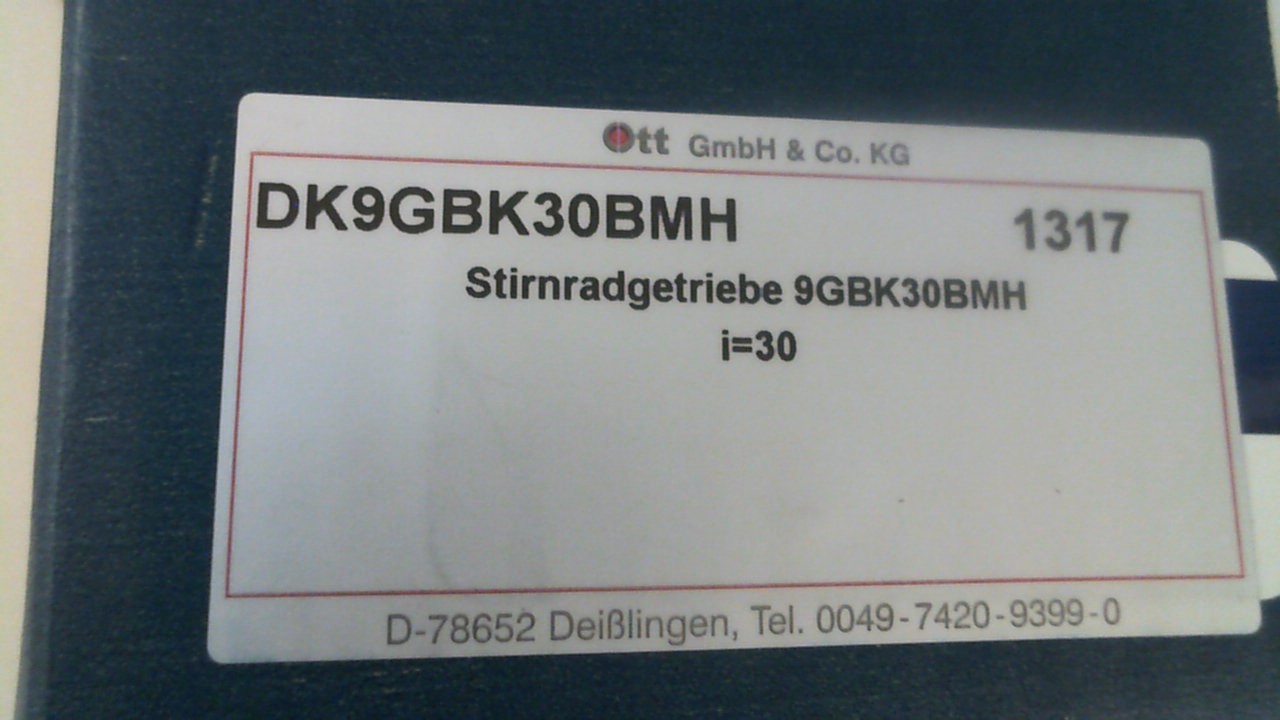 Ott GmbH & Co. KG
DK9GBK30BMH 1317
Stirnradgetriebe 9GBK30BMH
i=30
D-78652 Deißlingen, Tel. 0049-7420-9399-0